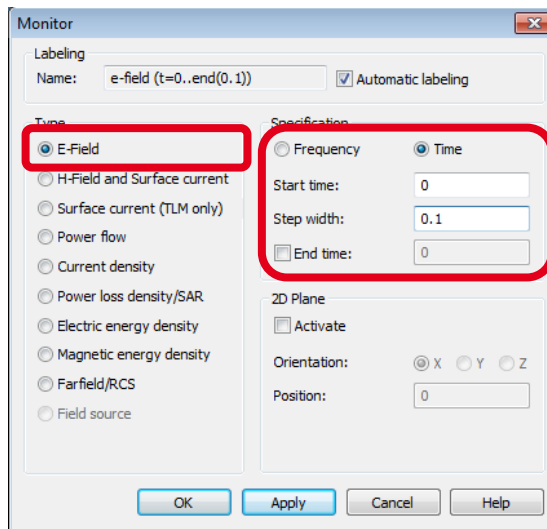 Monitor
Labeling
Name: e-field (t=0..end(0.1)) Automatic labeling
Type
E-Field
H-Field and Surface current
Surface current (TLM only)
Power flow
Current density
Power loss density/SAR
Electric energy density
Magnetic energy density
Farfield/RCS
Field source
Specification
Frequency Time
Start time: 0
Step width: 0.1
End time: 0
2D Plane
Activate
Orientation: X Y Z
Position: 0
OK Apply Cancel Help